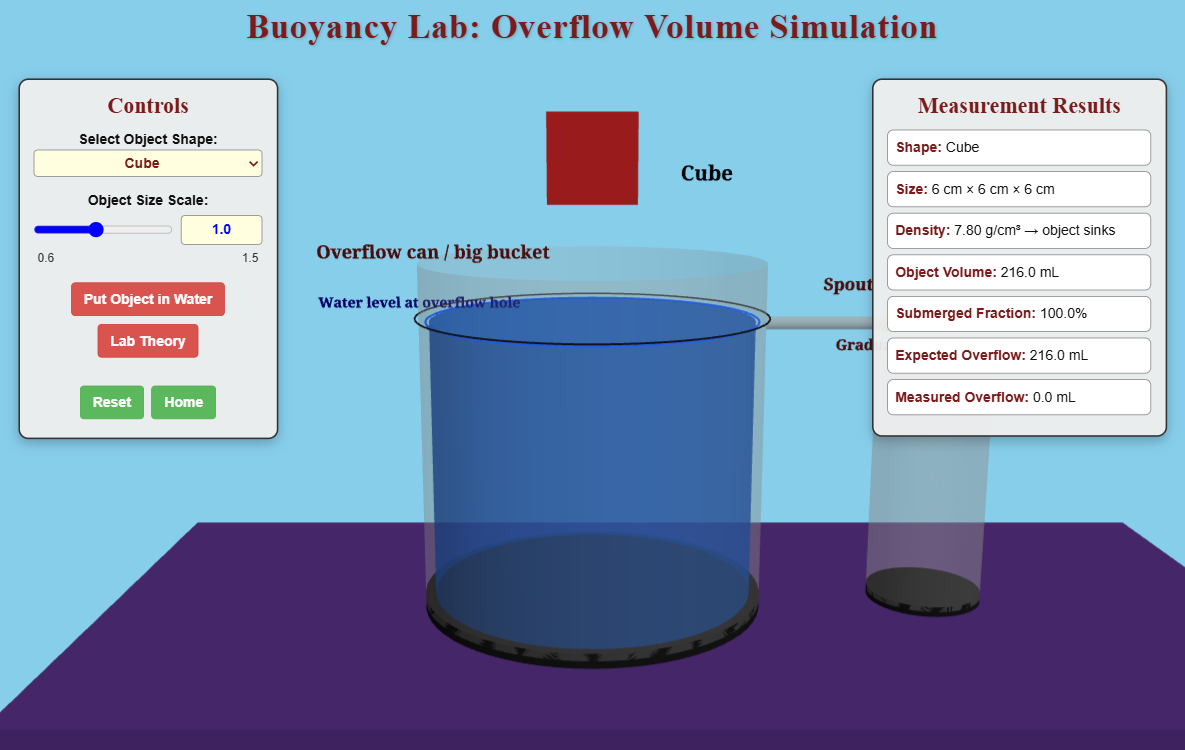 Buoyancy Lab: Overflow Volume Simulation
Controls
Select Object Shape:
Cube
Object Size Scale:
1.0
0.6
1.5
Put Object in Water
Lab Theory
Reset
Home
Cube
Overflow can / big bucket
Water level at overflow hole
Spout
Grad
Measurement Results
Shape: Cube
Size: 6 cm × 6 cm × 6 cm
Density: 7.80 g/cm³ → object sinks
Object Volume: 216.0 mL
Submerged Fraction: 100.0%
Expected Overflow: 216.0 mL
Measured Overflow: 0.0 mL